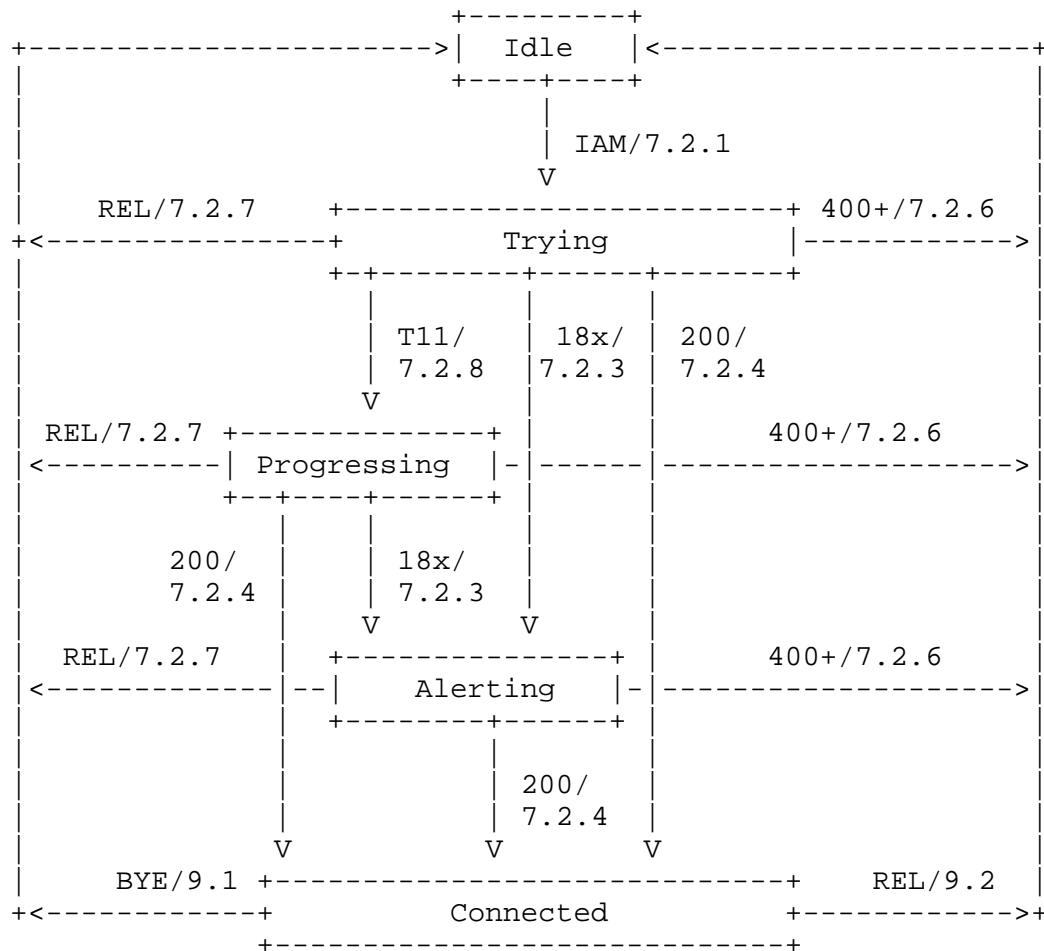 Idle
IAM/7.2.1
REL/7.2.7 400+/7.2.6
Trying
T11/ 18x/ 200/
7.2.8 7.2.3 7.2.4
REL/7.2.7 400+/7.2.6
Progressing
200/ 18x/
7.2.4 7.2.3
REL/7.2.7 400+/7.2.6
Alerting
200/
7.2.4
BYE/9.1 REL/9.2
Connected